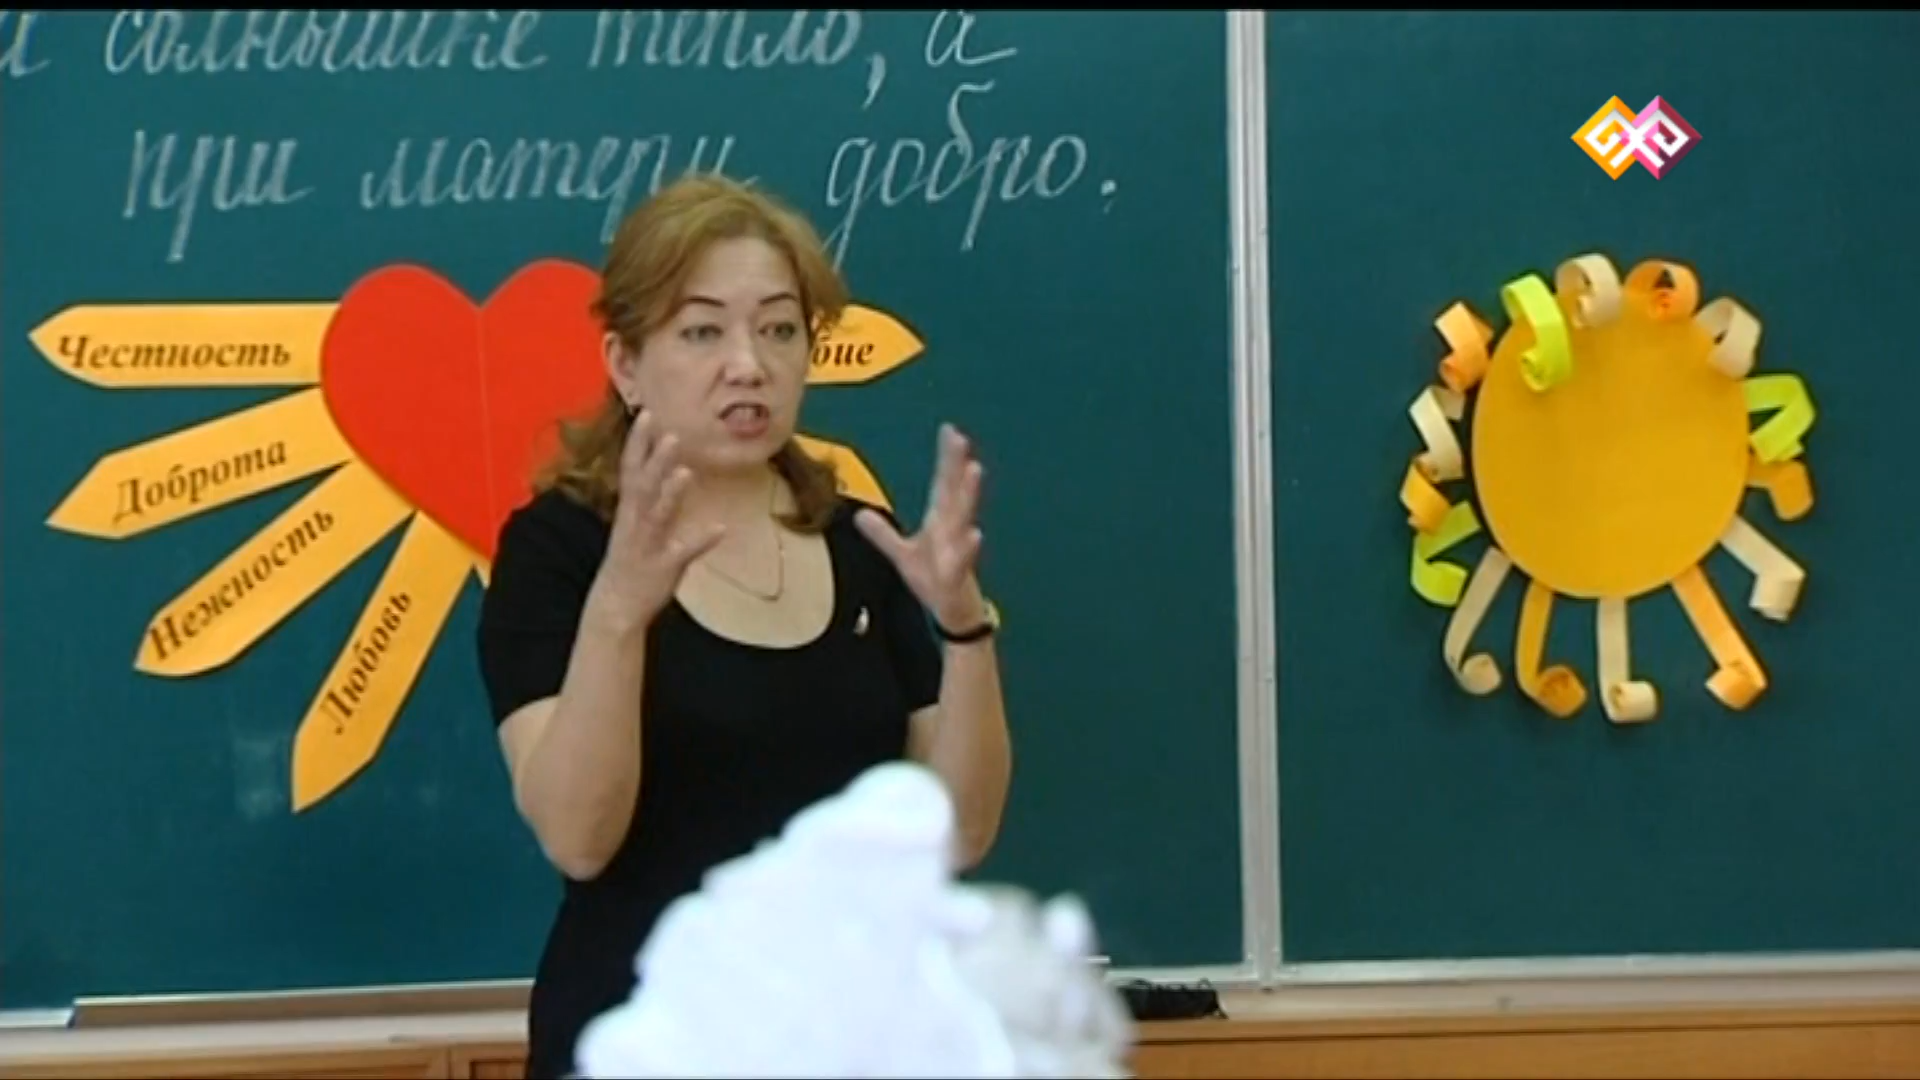 солнышке тепло, а
при матери добро.
Честность
Доброта
Нежность
Любовь